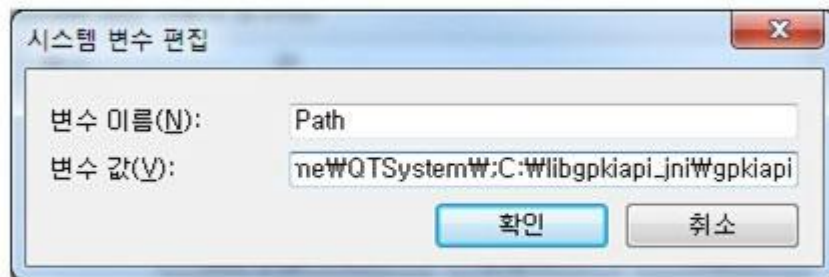 시스템 변수 편집
변수 이름(N): Path
변수 값(V): me₩QTSystem₩;C:₩libgpkiapi_jni₩gpkiapi
확인 취소